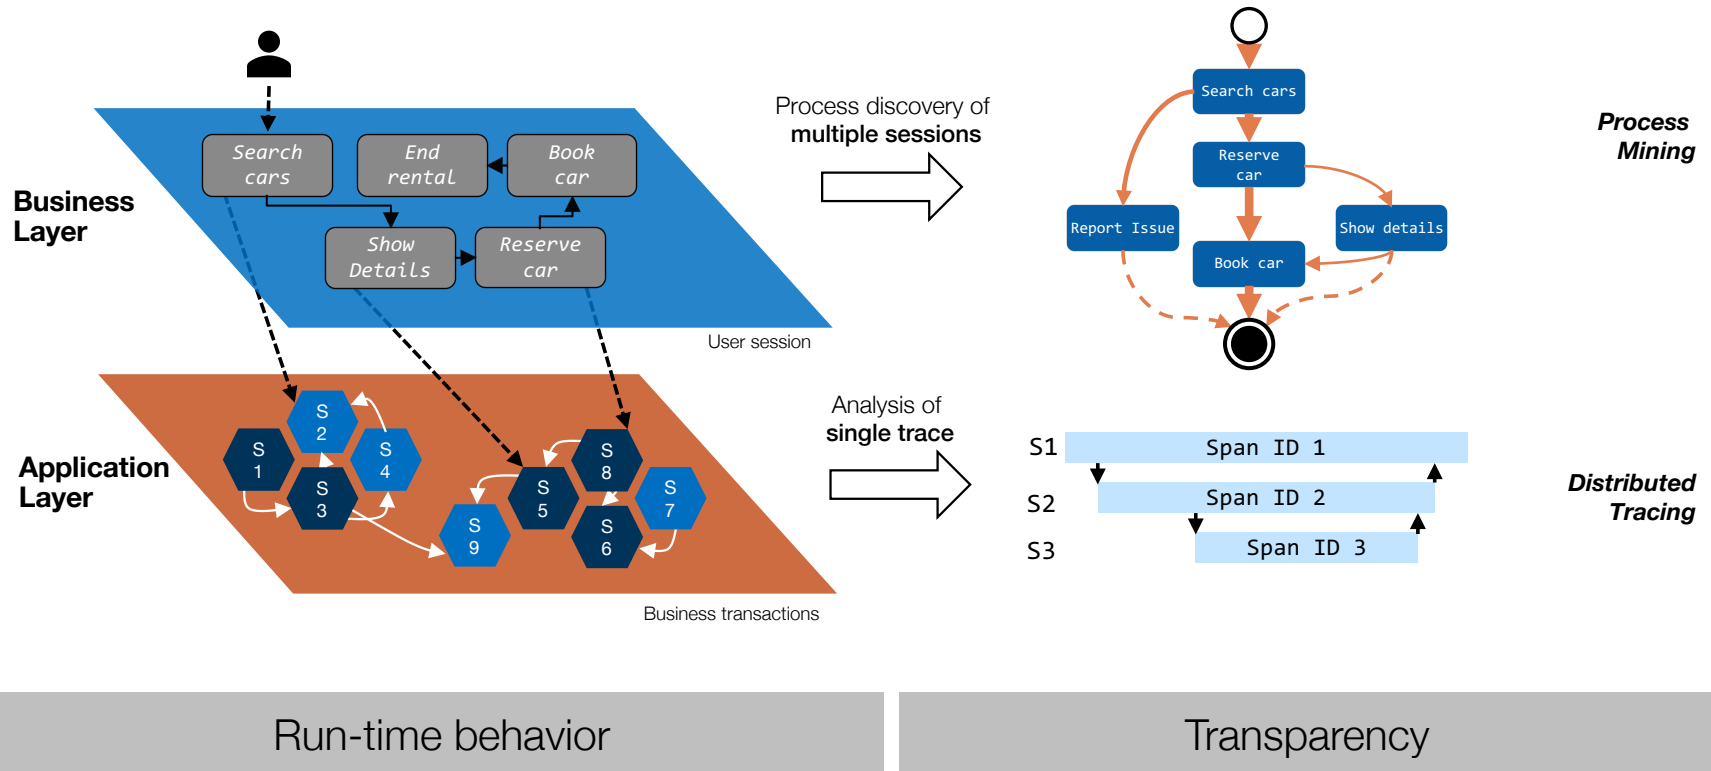 Business
Layer
Search
cars
End
rental
Book
car
Show
Details
Reserve
car
User session
Process discovery of
multiple sessions
Search cars
Reserve
car
Report Issue
Show details
Book car
Process
Mining
Application
Layer
S
1
S
2
S
3
S
4
S
9
S
5
S
8
S
6
S
7
Business transactions
Analysis of
single trace
S1
Span ID 1
S2
Span ID 2
S3
Span ID 3
Distributed
Tracing
Run-time behavior
Transparency